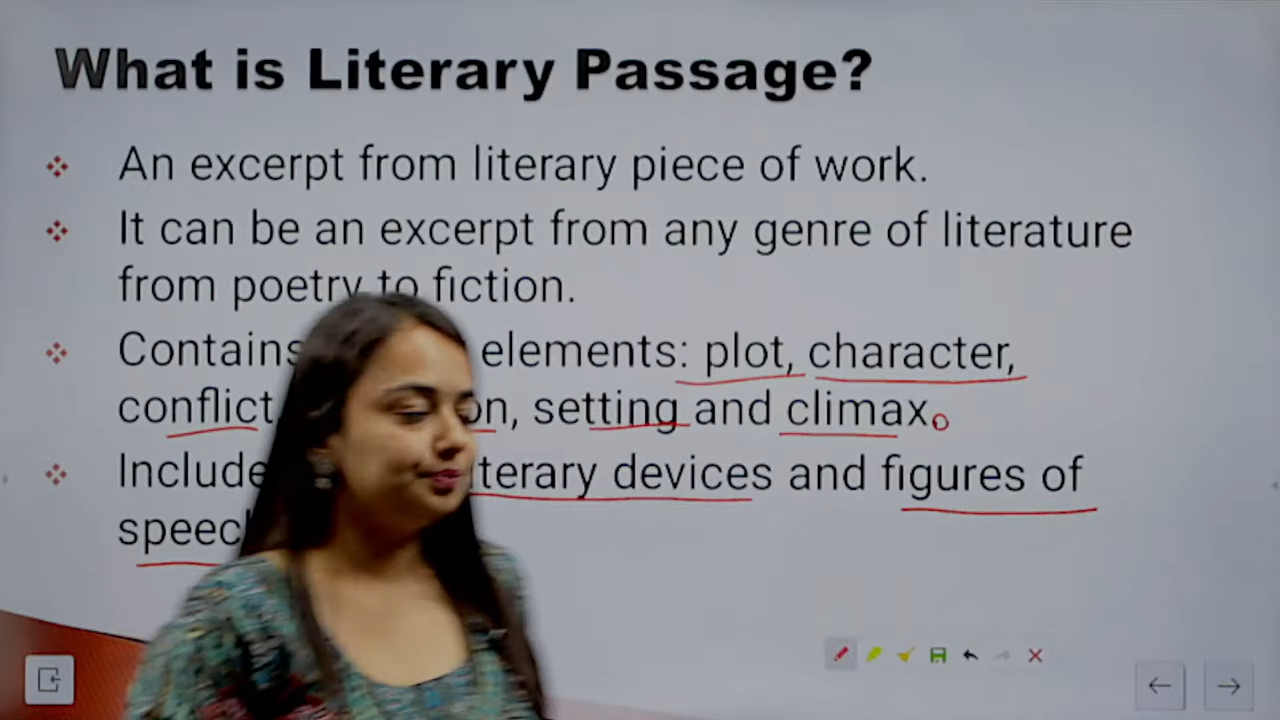 What is Literary Passage?
An excerpt from literary piece of work.
It can be an excerpt from any genre of literature
from poetry to fiction.
Contains elements: plot, character,
conflict on, setting and climax.
Include terary devices and figures of
speec